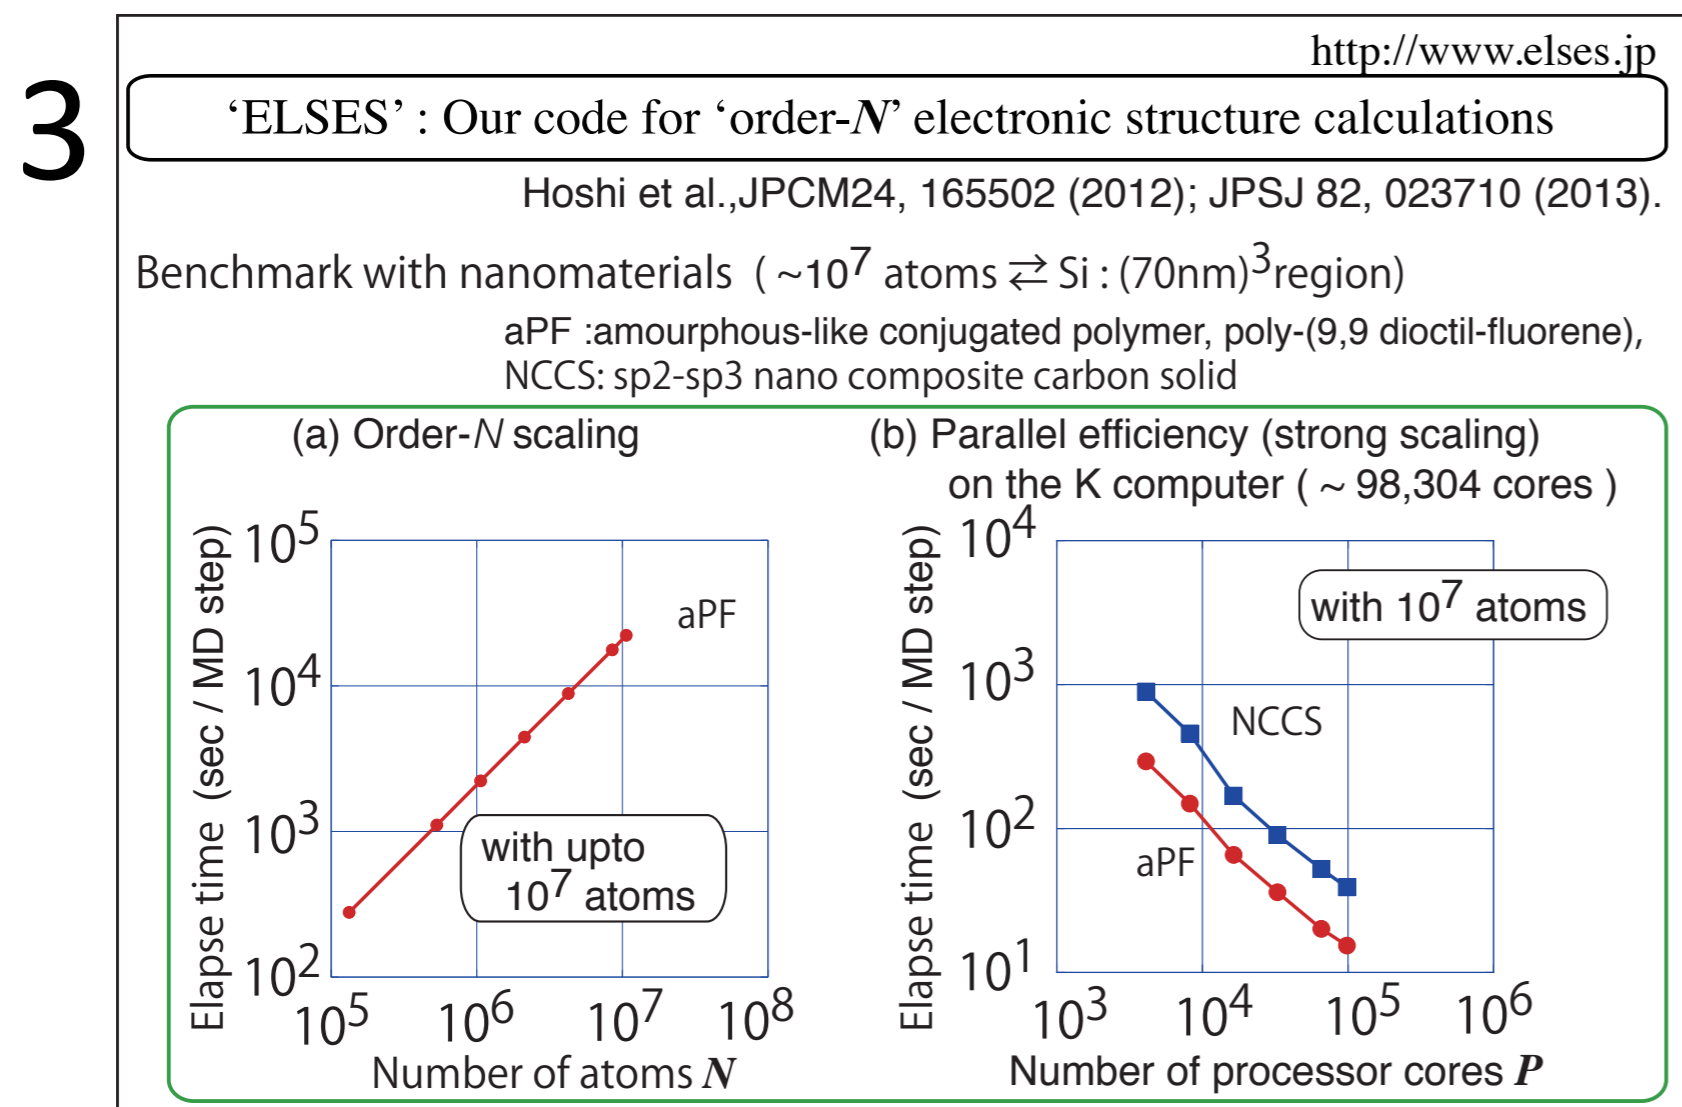 http://www.elses.jp
3
‘ELSES’ : Our code for ‘order-N’ electronic structure calculations
Hoshi et al.,JPCM24, 165502 (2012); JPSJ 82, 023710 (2013).
Benchmark with nanomaterials ( ~10^7 atoms ⇄ Si : (70nm)^3 region)
aPF :amourphous-like conjugated polymer, poly-(9,9 dioctil-fluorene),
NCCS: sp2-sp3 nano composite carbon solid
(a) Order-N scaling
10^5
10^4
10^3
10^2
Elapse time (sec / MD step)
aPF
with upto
10^7 atoms
10^5 10^6 10^7 10^8
Number of atoms N
(b) Parallel efficiency (strong scaling)
on the K computer ( ~ 98,304 cores )
10^4
10^3
10^2
10^1
Elapse time (sec / MD step)
with 10^7 atoms
NCCS
aPF
10^3 10^4 10^5 10^6
Number of processor cores P